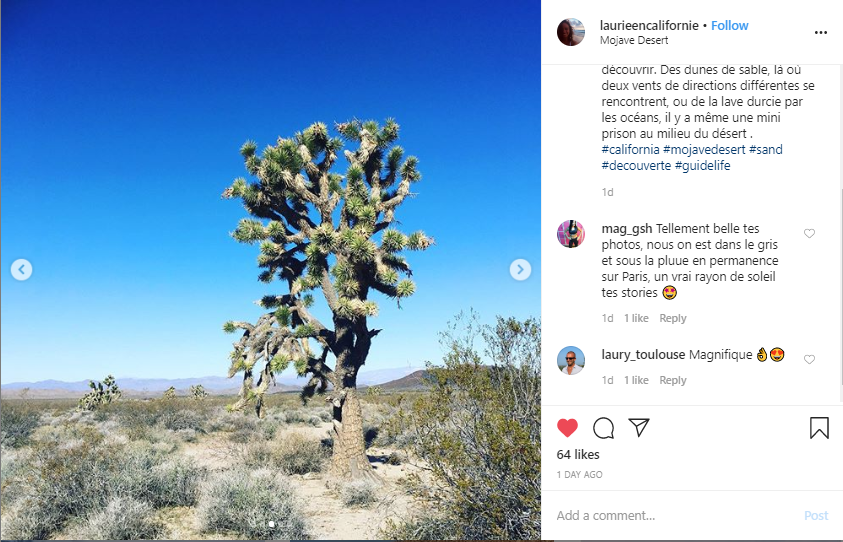 laurieencalifornie • Follow
Mojave Desert
découvrir. Des dunes de sable, là où
deux vents de directions différentes se
rencontrent, ou de la lave durcie par
les océans, il y a même une mini
prison au milieu du désert .
#california #mojavedesert #sand
#decouverte #guidelife
1d
mag_gsh Tellement belle tes
photos, nous on est dans le gris
et sous la pluue en permanence
sur Paris, un vrai rayon de soleil
tes stories 🤩
1d 1 like Reply
laury_toulouse Magnifique 👌😍
1d 1 like Reply
64 likes
1 DAY AGO
Add a comment...
Post